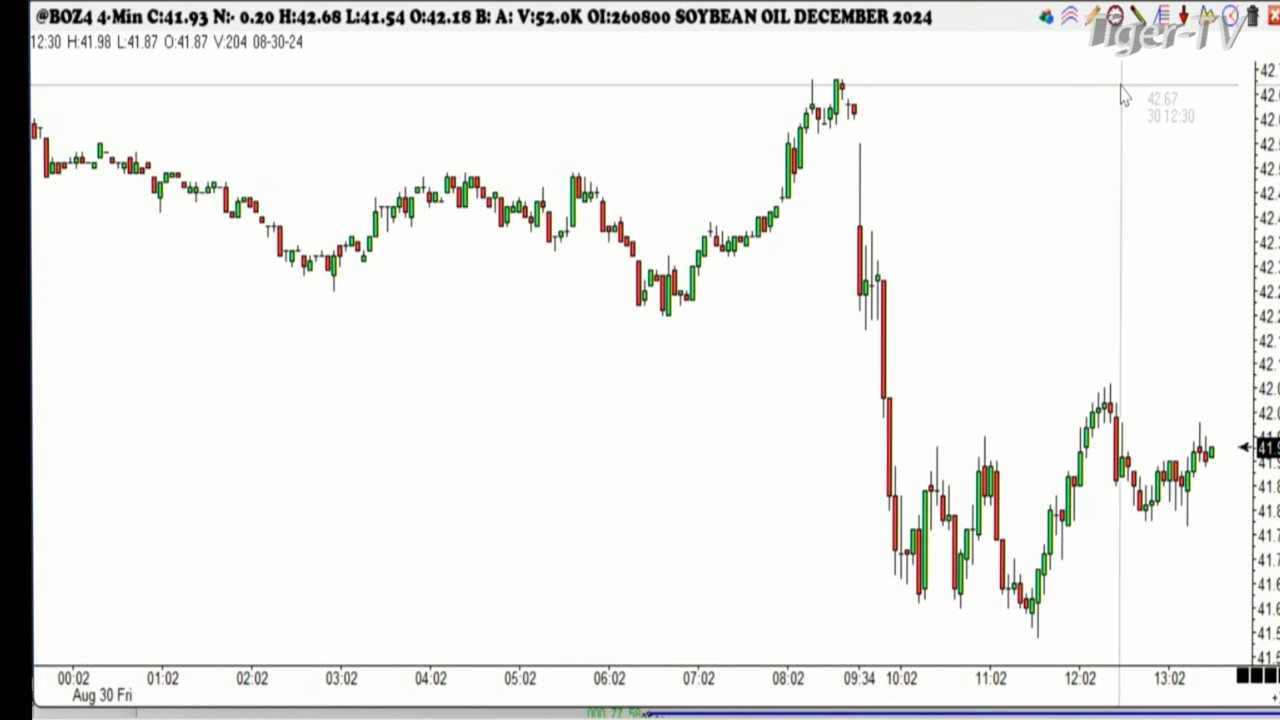 @BOZ4 4-Min C:41.93 N:- 0.20 H:42.68 L:41.54 O:42.18 B: A: V:52.0K OI:260800 SOYBEAN OIL DECEMBER 2024
Tiger-TV
12:30 H:41.98 L:41.87 O:41.87 V:204 08-30-24
42.67
30 12:30
00:02 01:02 02:02 03:02 04:02 05:02 06:02 07:02 08:02 09:34 10:02 11:02 12:02 13:02
Aug 30 Fri